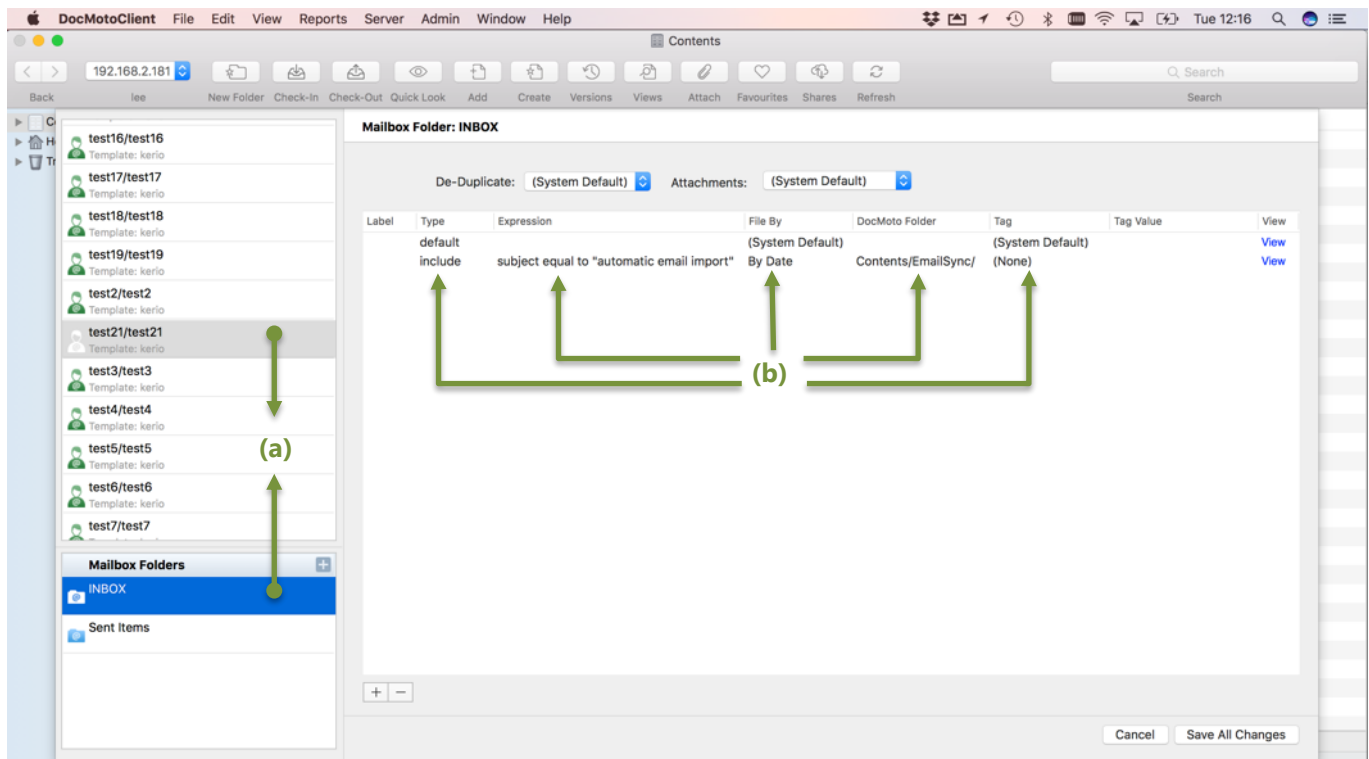 DocMotoClient File Edit View Reports Server Admin Window Help Tue 12:16
Contents
192.168.2.181 Search
Back lee New Folder Check-In Check-Out Quick Look Add Create Versions Views Attach Favourites Shares Refresh Search
Mailbox Folder: INBOX
test16/test16
Template: kerio
test17/test17
Template: kerio
test18/test18
Template: kerio
test19/test19
Template: kerio
test2/test2
Template: kerio
test21/test21
Template: kerio
test3/test3
Template: kerio
test4/test4
Template: kerio
test5/test5
Template: kerio
test6/test6
Template: kerio
test7/test7
(a)
Mailbox Folders
INBOX
Sent Items
De-Duplicate: (System Default) Attachments: (System Default)
Label Type Expression File By DocMoto Folder Tag Tag Value View
default (System Default) (System Default) View
include subject equal to "automatic email import" By Date Contents/EmailSync/ (None) View
(b)
+ −
Cancel Save All Changes